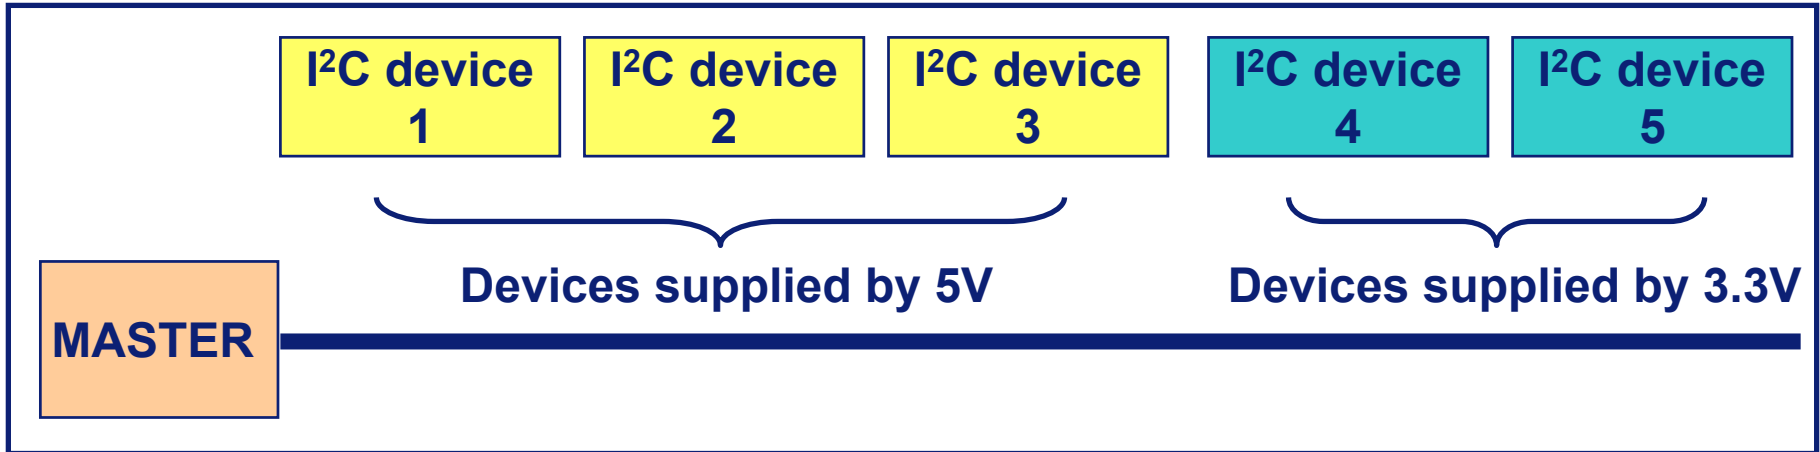 I²C device
1
I²C device
2
I²C device
3
I²C device
4
I²C device
5
Devices supplied by 5V
Devices supplied by 3.3V
MASTER